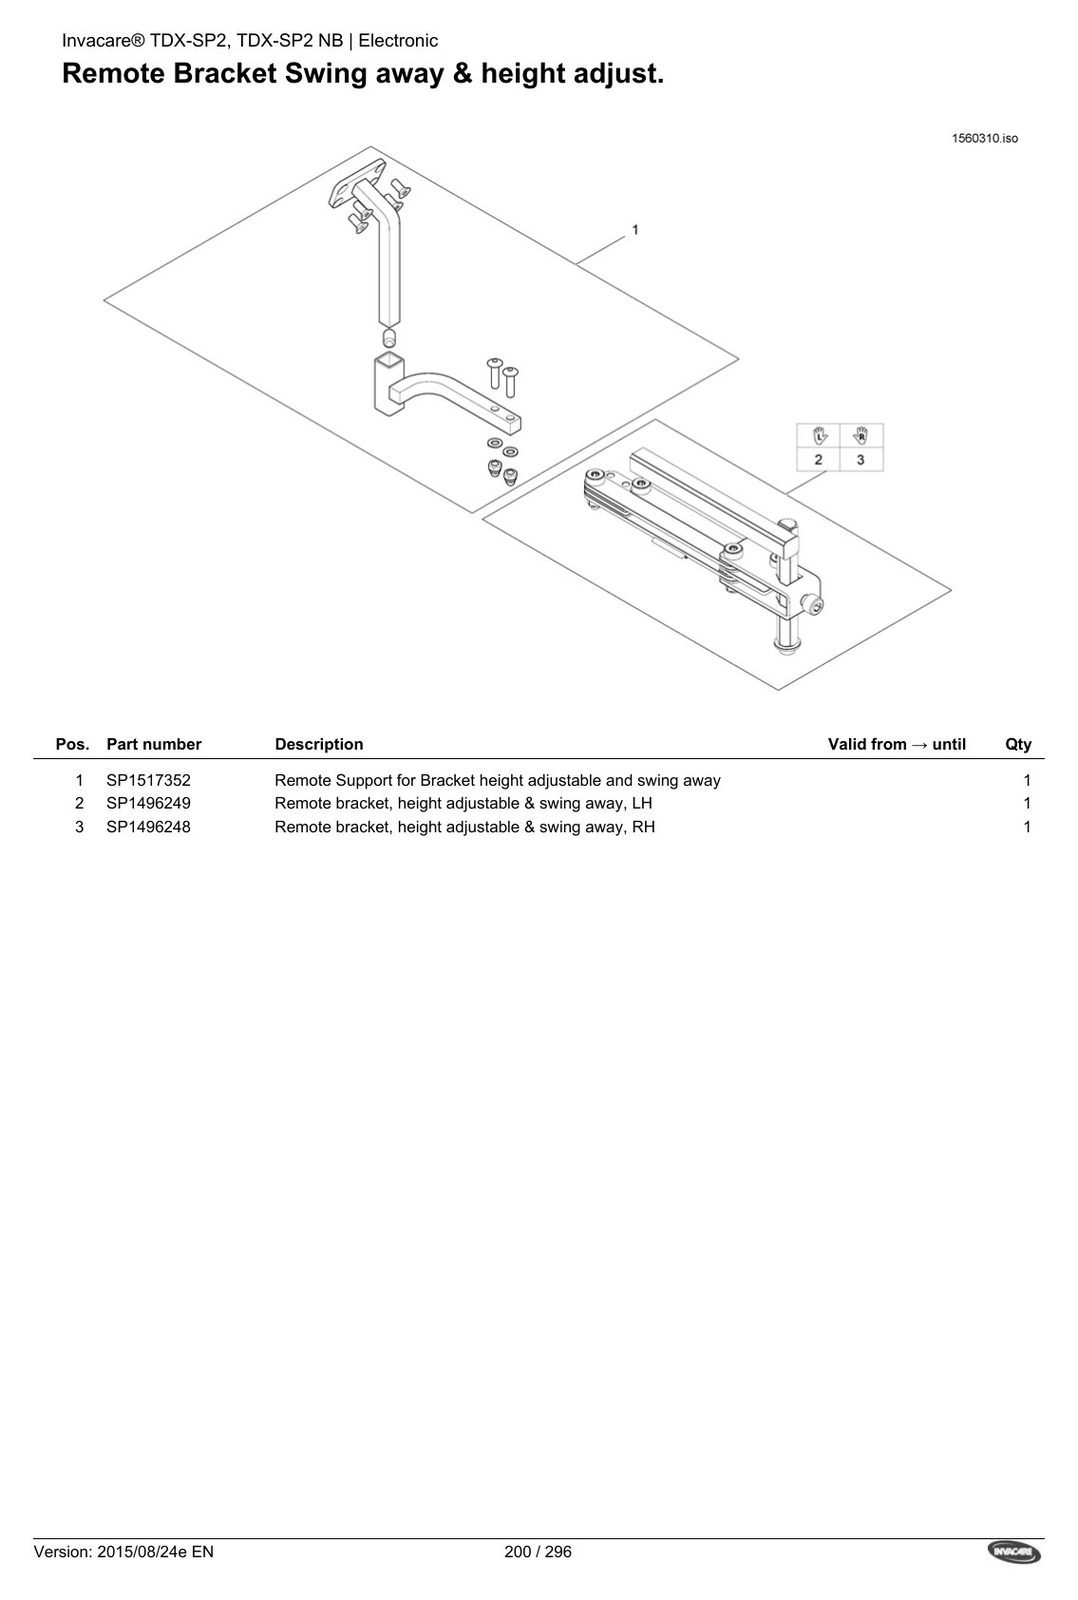 Invacare® TDX-SP2, TDX-SP2 NB | Electronic
Remote Bracket Swing away & height adjust.
1560310.iso
1
L R
2 3
Pos. Part number Description Valid from → until Qty
1 SP1517352 Remote Support for Bracket height adjustable and swing away 1
2 SP1496249 Remote bracket, height adjustable & swing away, LH 1
3 SP1496248 Remote bracket, height adjustable & swing away, RH 1
Version: 2015/08/24e EN 200 / 296 INVACARE